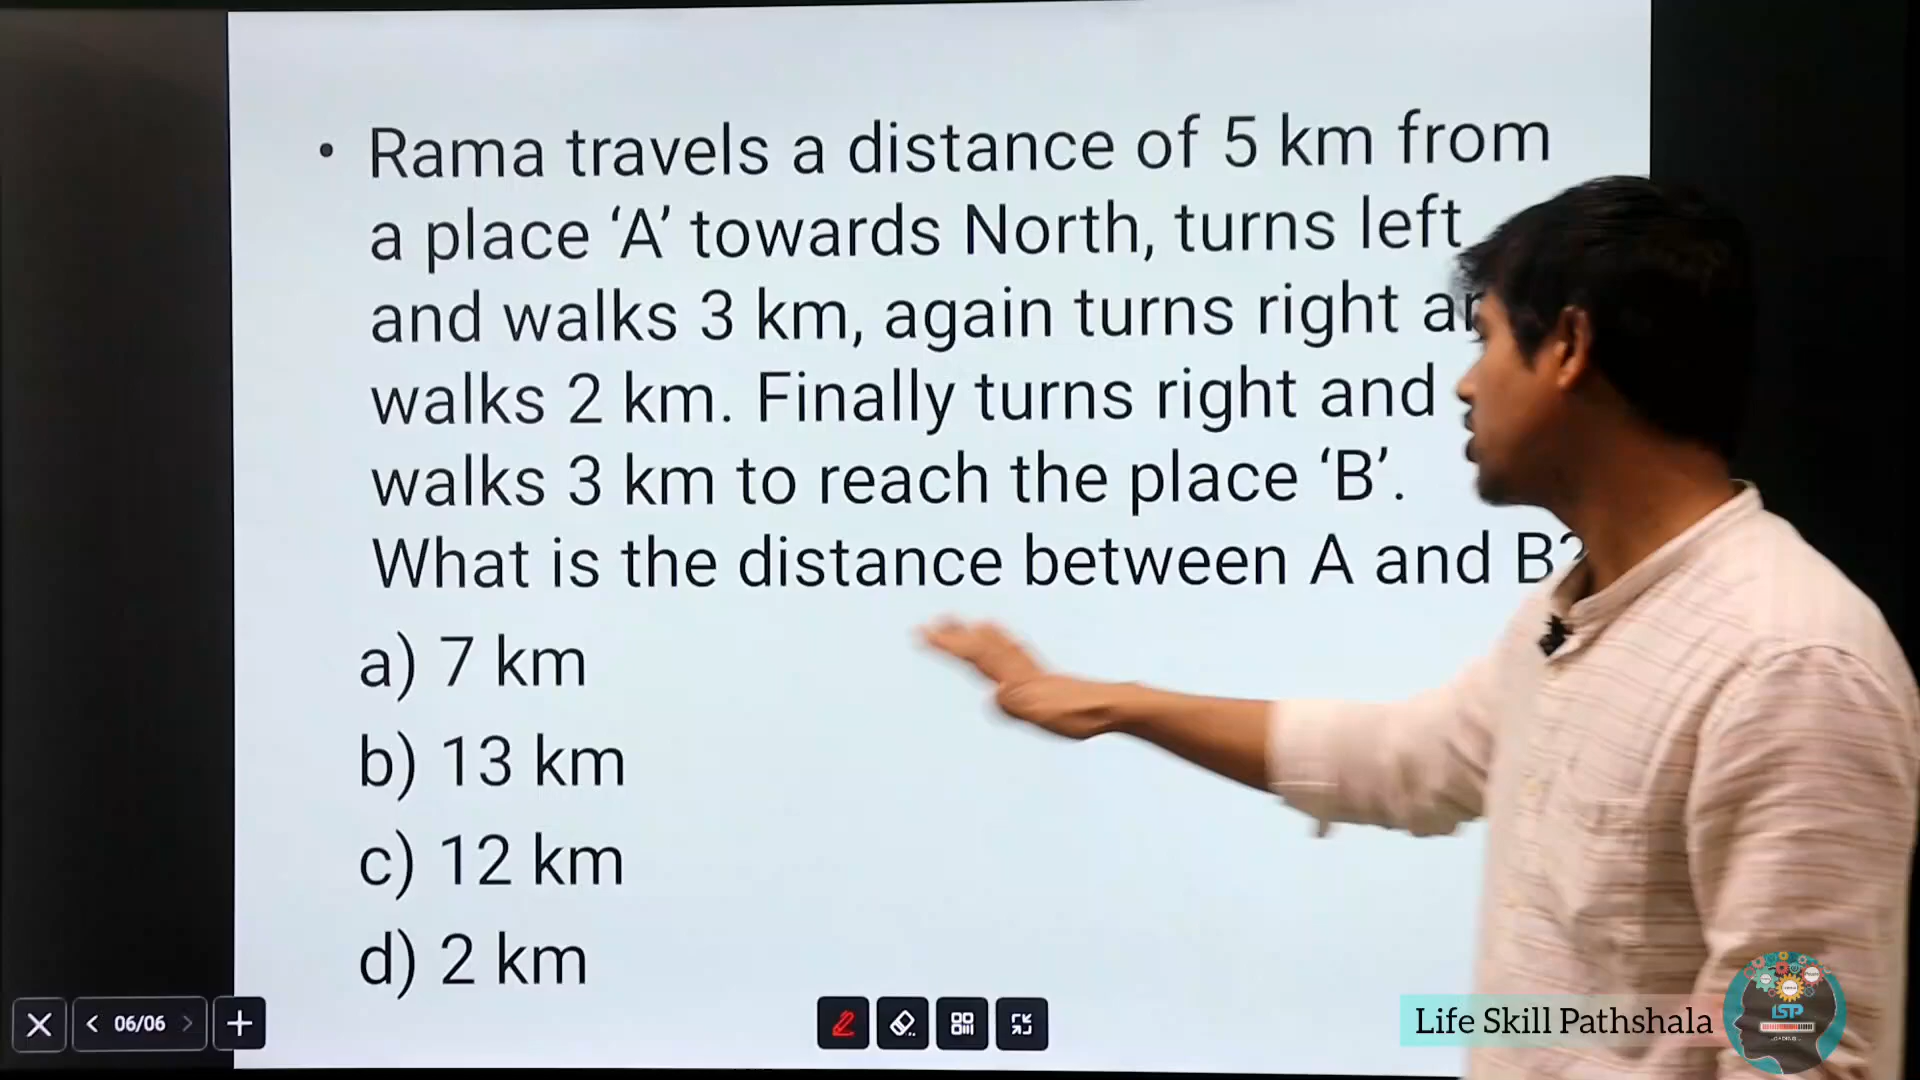 • Rama travels a distance of 5 km from
a place ‘A’ towards North, turns left
and walks 3 km, again turns right
walks 2 km. Finally turns right and
walks 3 km to reach the place ‘B’.
What is the distance between A and B?
a) 7 km
b) 13 km
c) 12 km
d) 2 km
06/06
Life Skill Pathshala
LSP